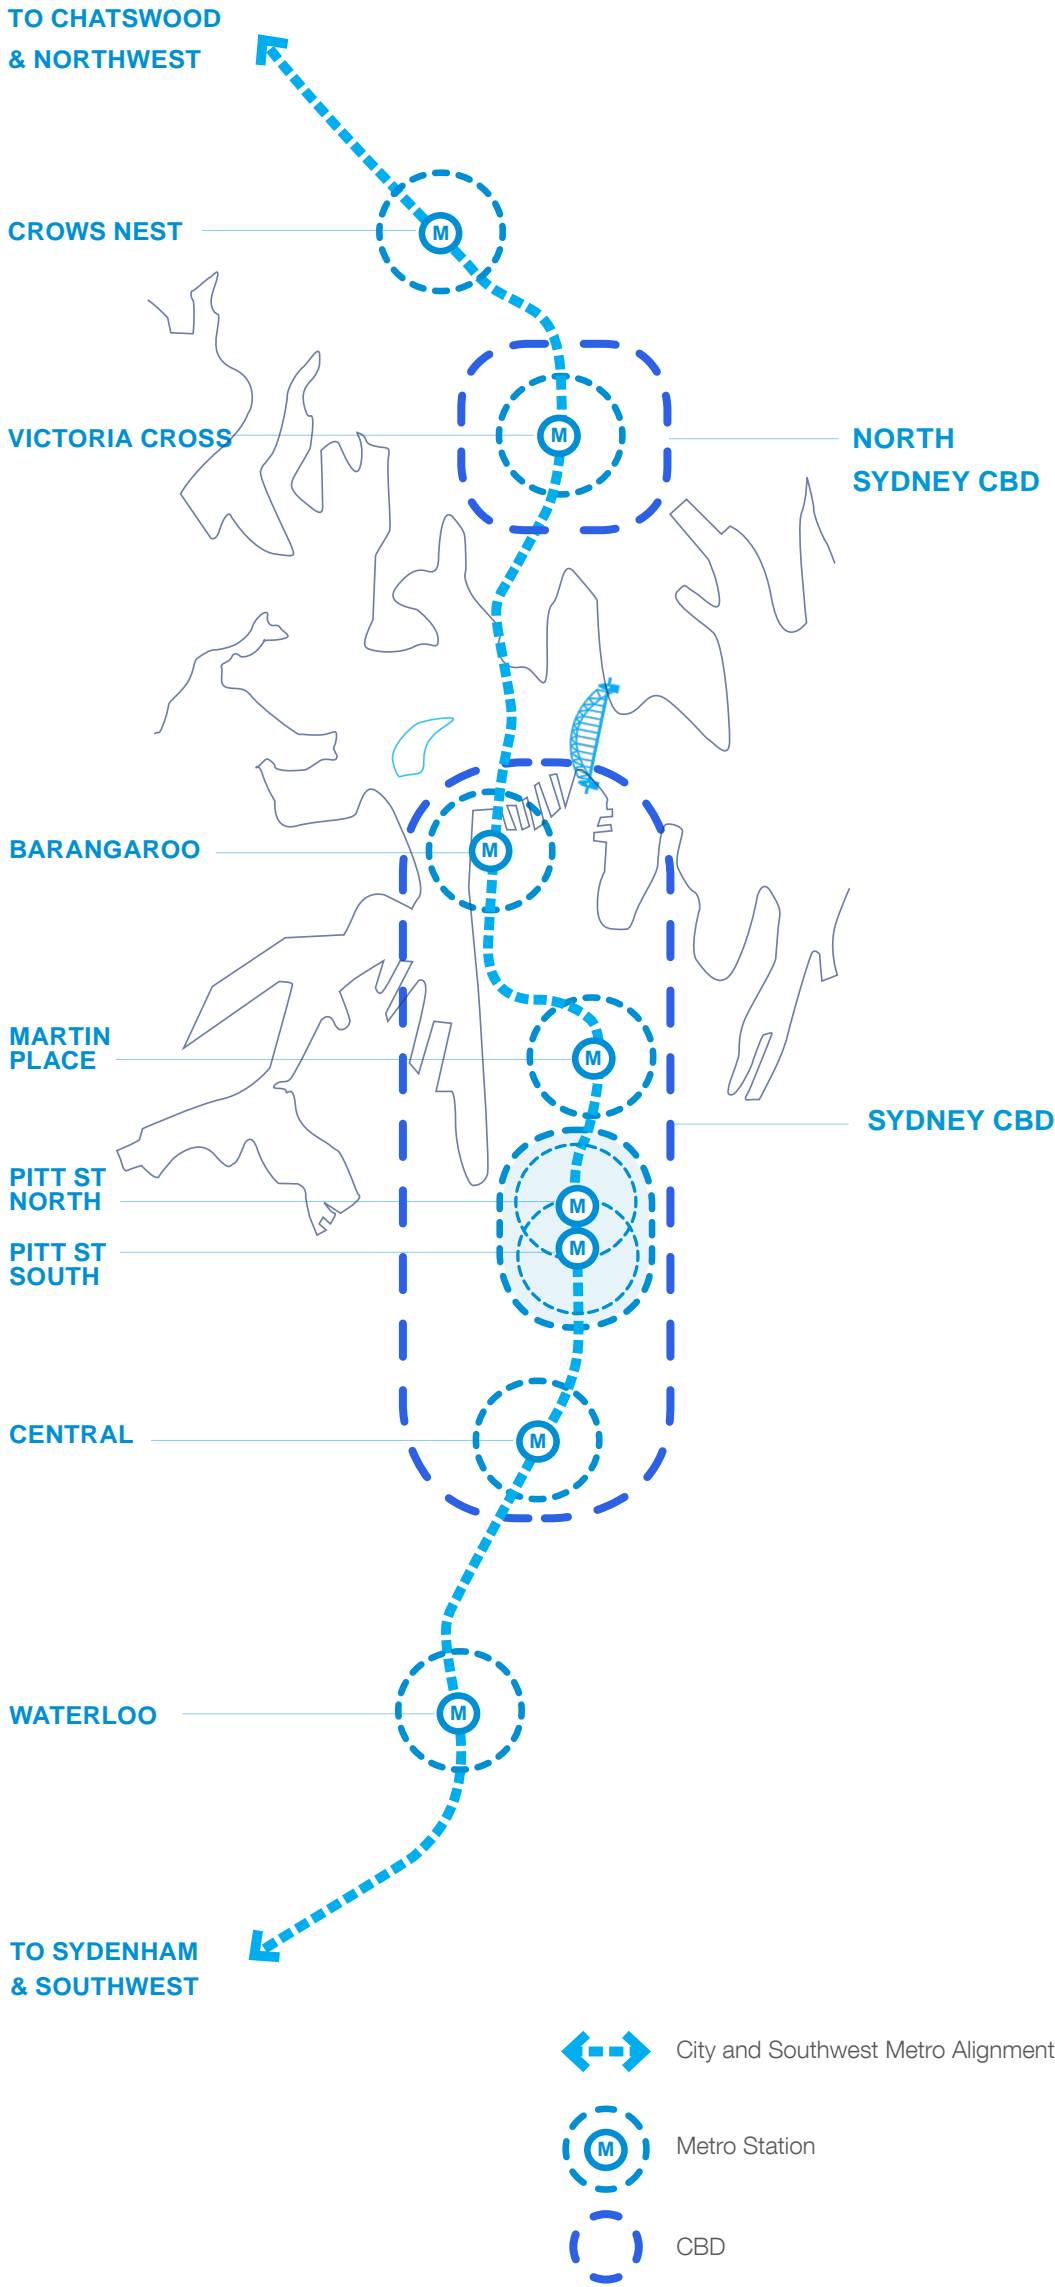 TO CHATSWOOD
& NORTHWEST
CROWS NEST
M
VICTORIA CROSS
M
NORTH
SYDNEY CBD
BARANGAROO
M
MARTIN
PLACE
M
SYDNEY CBD
PITT ST
NORTH
M
PITT ST
SOUTH
M
CENTRAL
M
WATERLOO
M
TO SYDENHAM
& SOUTHWEST
City and Southwest Metro Alignment
M
Metro Station
CBD